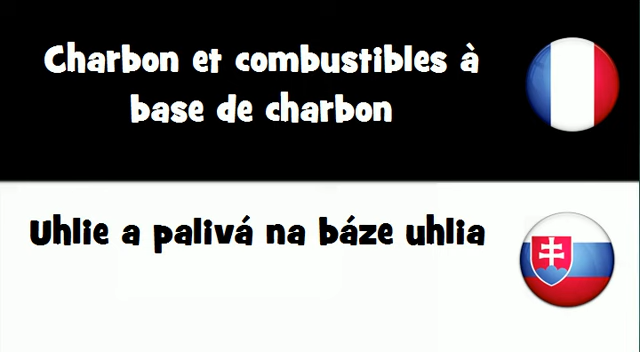 Charbon et combustibles à
base de charbon
Uhlie a palivá na báze uhlia